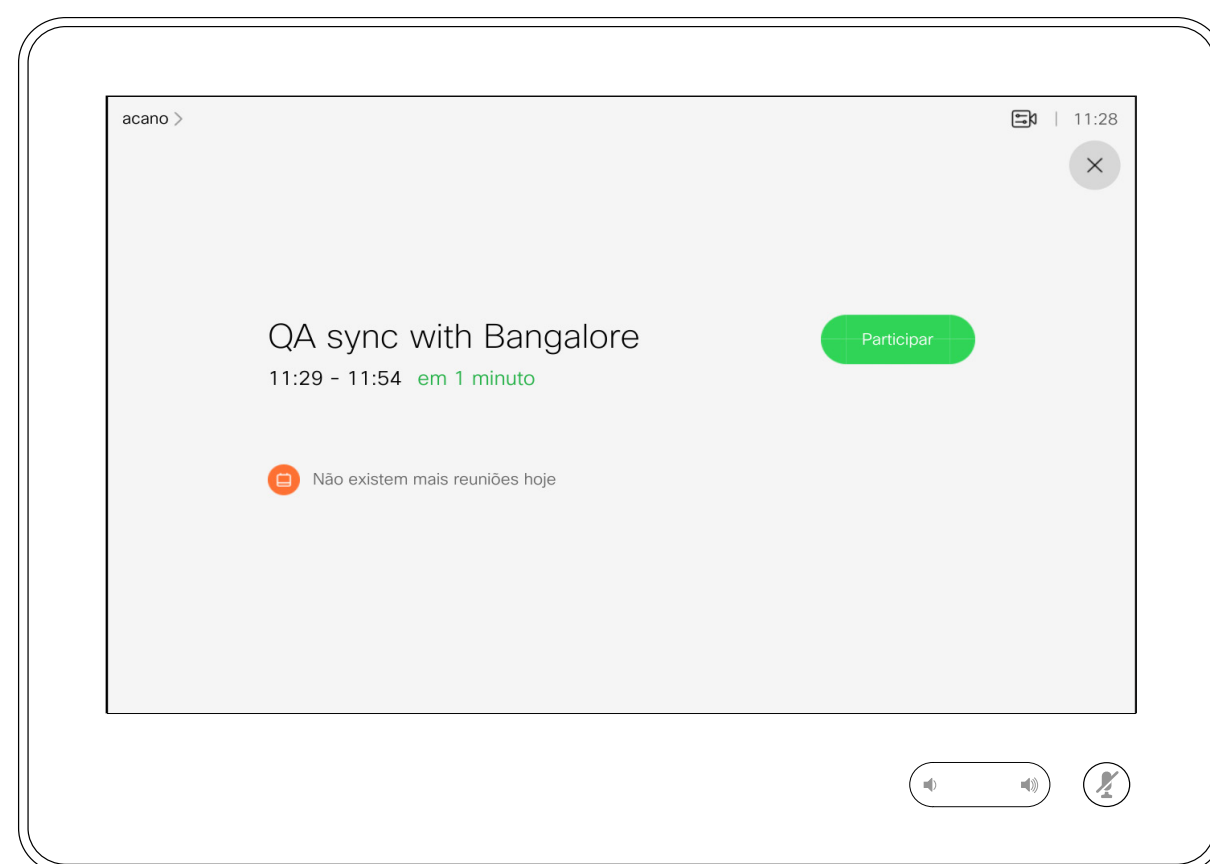 acano
11:28
QA sync with Bangalore
Participar
11:29 - 11:54 em 1 minuto
Não existem mais reuniões hoje